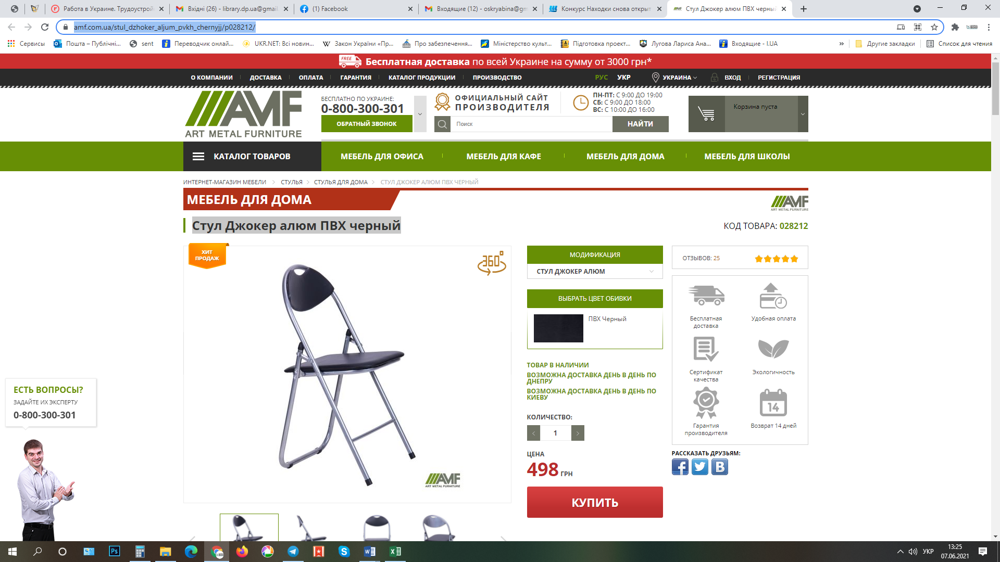 Работа в Украине. Трудоустрой
Вхідні (26) - library.dp.ua@gmail.
(1) Facebook
Входящие (12) - oskryabina@gm
Конкурс Находки снова открыт
Стул Джокер алюм ПВХ черный
amf.com.ua/stul_dzhoker_aljum_pvkh_chernyjj/p028212/
Сервисы
Пошта – Публічні...
sent
Переводчик онлай...
UKR.NET: Всі новин...
Закон України «Пр...
Про забезпечення...
Міністерство культ...
Підготовка проект...
Лугова Лариса Ана...
Входящие - I.UA
»
Другие закладки
Список для чтения
FREE
Бесплатная доставка по всей Украине на сумму от 3000 грн*
О КОМПАНИИ
ДОСТАВКА
ОПЛАТА
ГАРАНТИЯ
КАТАЛОГ ПРОДУКЦИИ
ПРОИЗВОДСТВО
РУС
УКР
УКРАИНА
ВХОД
РЕГИСТРАЦИЯ
AMF
ART METAL FURNITURE
БЕСПЛАТНО ПО УКРАИНЕ:
0-800-300-301
ОБРАТНЫЙ ЗВОНОК
ОФИЦИАЛЬНЫЙ САЙТ
ПРОИЗВОДИТЕЛЯ
ПН-ПТ: С 9:00 ДО 19:00
СБ: С 9:00 ДО 18:00
ВС: С 10:00 ДО 16:00
Поиск
НАЙТИ
Корзина пуста
КАТАЛОГ ТОВАРОВ
МЕБЕЛЬ ДЛЯ ОФИСА
МЕБЕЛЬ ДЛЯ КАФЕ
МЕБЕЛЬ ДЛЯ ДОМА
МЕБЕЛЬ ДЛЯ ШКОЛЫ
ИНТЕРНЕТ-МАГАЗИН МЕБЕЛИ
СТУЛЬЯ
СТУЛЬЯ ДЛЯ ДОМА
СТУЛ ДЖОКЕР АЛЮМ ПВХ ЧЕРНЫЙ
МЕБЕЛЬ ДЛЯ ДОМА
AMF
ART METAL FURNITURE
Стул Джокер алюм ПВХ черный
КОД ТОВАРА: 028212
ХИТ
ПРОДАЖ
360°
AMF
ART METAL FURNITURE
МОДИФИКАЦИЯ
СТУЛ ДЖОКЕР АЛЮМ
ВЫБРАТЬ ЦВЕТ ОБИВКИ
ПВХ Черный
ТОВАР В НАЛИЧИИ
ВОЗМОЖНА ДОСТАВКА ДЕНЬ В ДЕНЬ ПО
ДНЕПРУ
ВОЗМОЖНА ДОСТАВКА ДЕНЬ В ДЕНЬ ПО
КИЕВУ
КОЛИЧЕСТВО:
1
ЦЕНА
498 ГРН
КУПИТЬ
ОТЗЫВОВ: 25
Бесплатная
доставка
Удобная оплата
Сертификат
качества
Экологичность
14
Гарантия
производителя
Возврат 14 дней
РАССКАЗАТЬ ДРУЗЬЯМ:
ЕСТЬ ВОПРОСЫ?
ЗАДАЙТЕ ИХ ЭКСПЕРТУ
0-800-300-301
Ps
УКР
13:25
07.06.2021